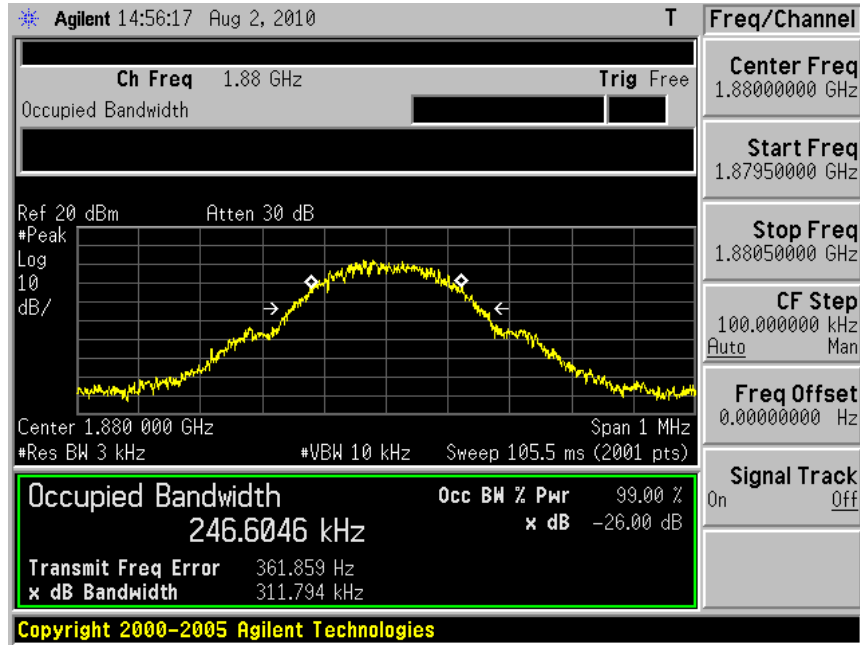 Agilent 14:56:17 Aug 2, 2010 T
Freq/Channel
Ch Freq 1.88 GHz Trig Free
Occupied Bandwidth
Center Freq
1.88000000 GHz
Start Freq
1.87950000 GHz
Stop Freq
1.88050000 GHz
CF Step
100.000000 kHz
Auto Man
Freq Offset
0.00000000 Hz
Signal Track
On Off
Ref 20 dBm Atten 30 dB
#Peak
Log
10
dB/
Center 1.880 000 GHz Span 1 MHz
#Res BW 3 kHz #VBW 10 kHz Sweep 105.5 ms (2001 pts)
Occupied Bandwidth Occ BW % Pwr 99.00 %
246.6046 kHz x dB -26.00 dB
Transmit Freq Error 361.859 Hz
x dB Bandwidth 311.794 kHz
Copyright 2000-2005 Agilent Technologies